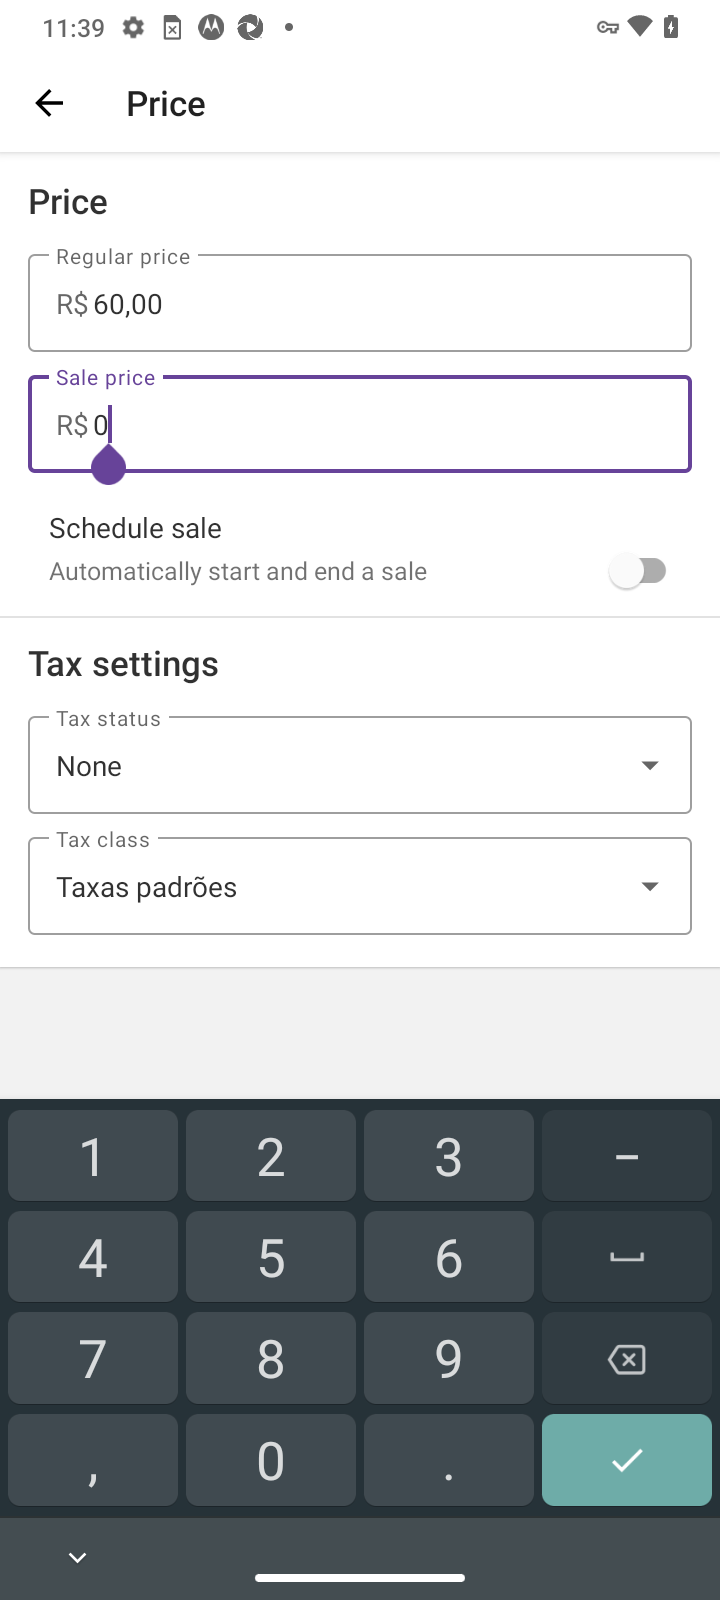 11:39
Price
Price
Regular price
R$ 60,00
Sale price
R$ 0
Schedule sale
Automatically start and end a sale
Tax settings
Tax status
None
Tax class
Taxas padrões
1 2 3 –
4 5 6
7 8 9
, 0 .